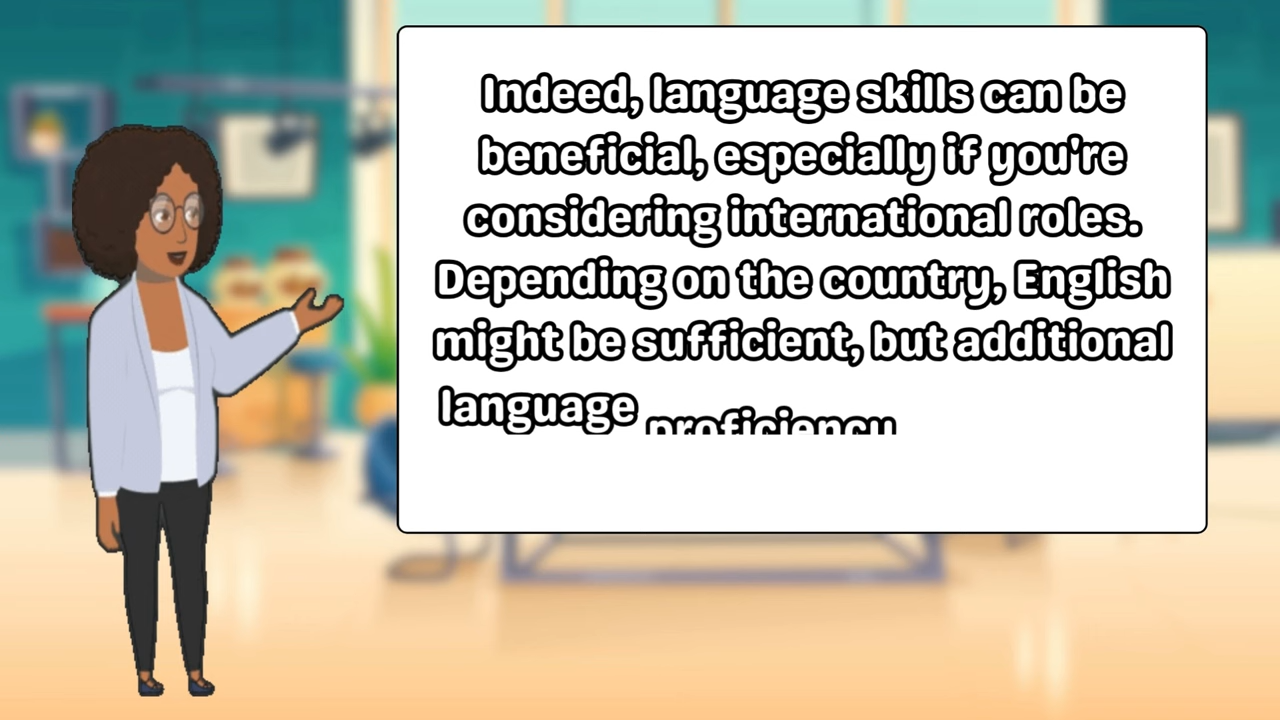 Indeed, language skills can be
beneficial, especially if you're
considering international roles.
Depending on the country, English
might be sufficient, but additional
language proficiency